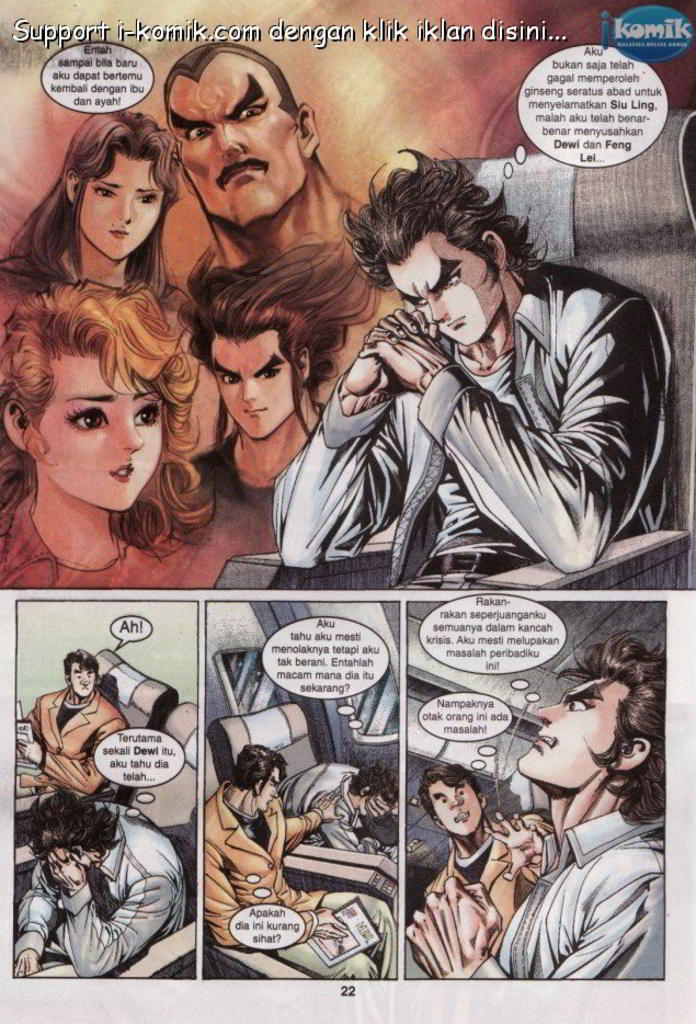 Support i-komik.com dengan klik iklan disini...
ikomik
MALAYSIA ONLINE KOMIK
Entah
sampai bila baru
aku dapat bertemu
kembali dengan ibu
dan ayah!
Aku
bukan saja telah
gagal memperoleh
ginseng seratus abad untuk
menyelamatkan Siu Ling,
malah aku telah benar-
benar menyusahkan
Dewi dan Feng
Lei...
Ah!
Terutama
sekali Dewi itu,
aku tahu dia
telah...
Aku
tahu aku mesti
menolaknya tetapi aku
tak berani. Entahlah
macam mana dia itu
sekarang?
Apakah
dia ini kurang
sihat?
Rakan-
rakan seperjuanganku
semuanya dalam kancah
krisis. Aku mesti melupakan
masalah peribadiku
ini!
Nampaknya
otak orang ini ada
masalah!
22